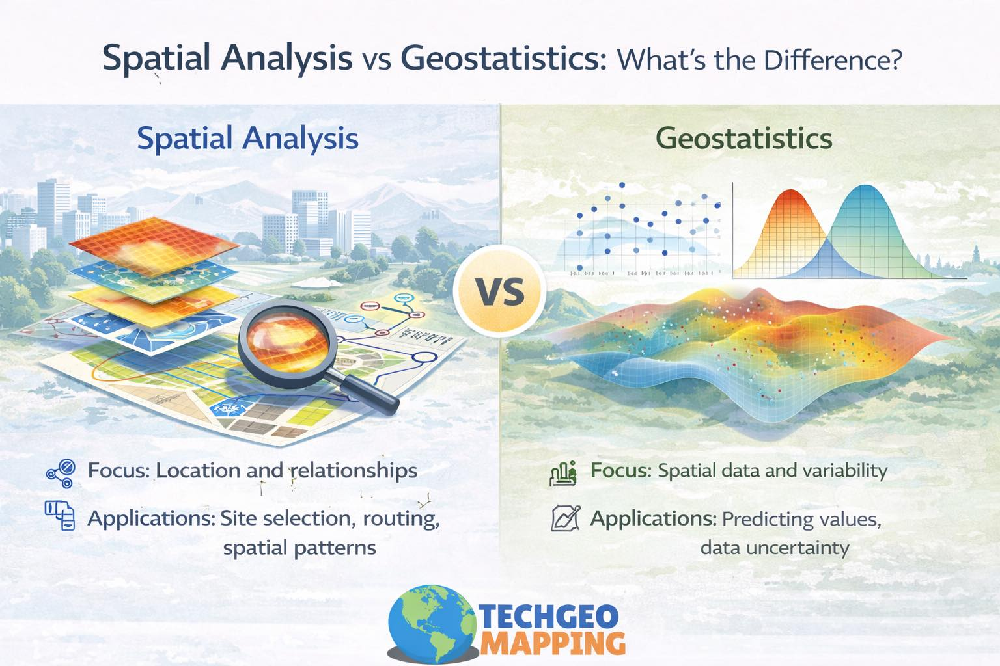 Spatial Analysis vs Geostatistics: What's the Difference?
Spatial Analysis
Geostatistics
VS
Focus: Location and relationships
Applications: Site selection, routing,
spatial patterns
Focus: Spatial data and variability
Applications: Predicting values,
data uncertainty
TECHGEO
MAPPING